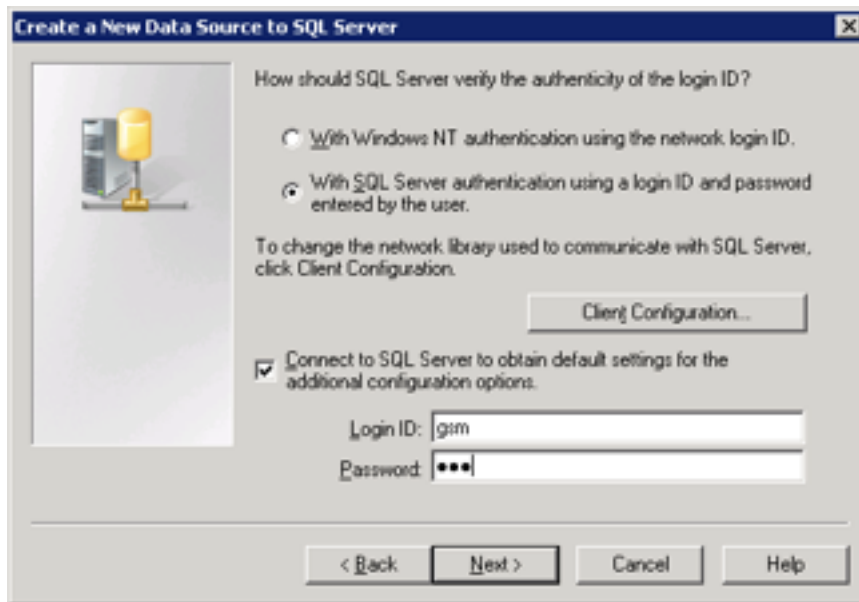 Create a New Data Source to SQL Server
How should SQL Server verify the authenticity of the login ID?
With Windows NT authentication using the network login ID.
With SQL Server authentication using a login ID and password
entered by the user.
To change the network library used to communicate with SQL Server,
click Client Configuration.
Client Configuration...
Connect to SQL Server to obtain default settings for the
additional configuration options.
Login ID: gsm
Password: ●●●
< Back Next > Cancel Help